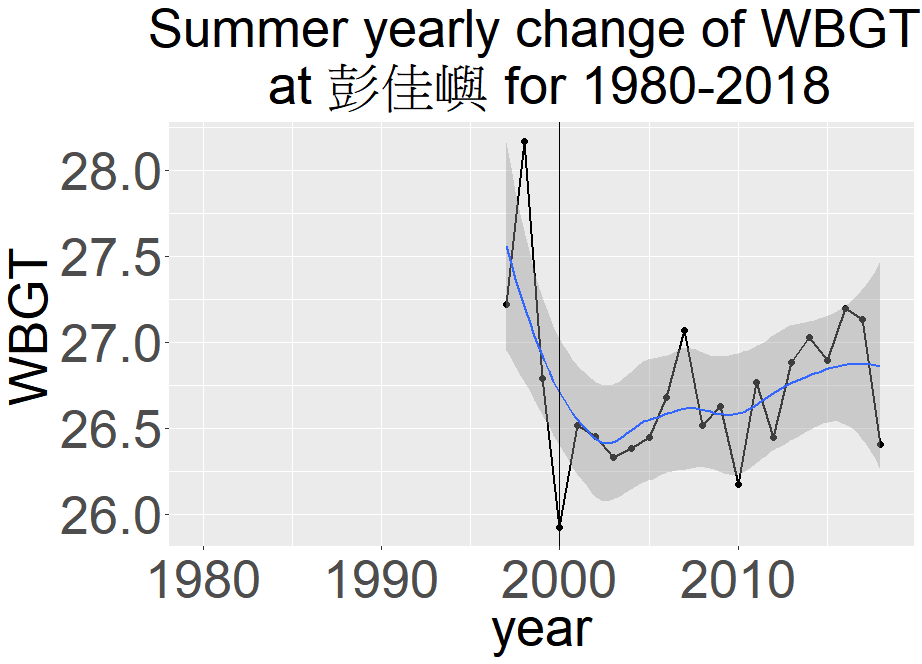 Summer yearly change of WBGT
at 彭佳嶼 for 1980-2018
28.0
27.5
27.0
26.5
26.0
WBGT
1980 1990 2000 2010
year